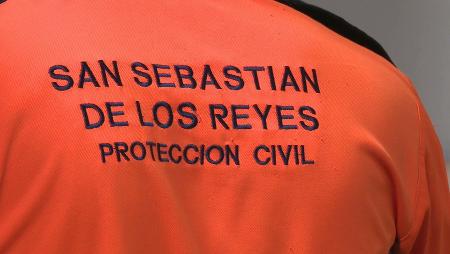 SAN SEBASTIAN
DE LOS REYES
PROTECCION CIVIL